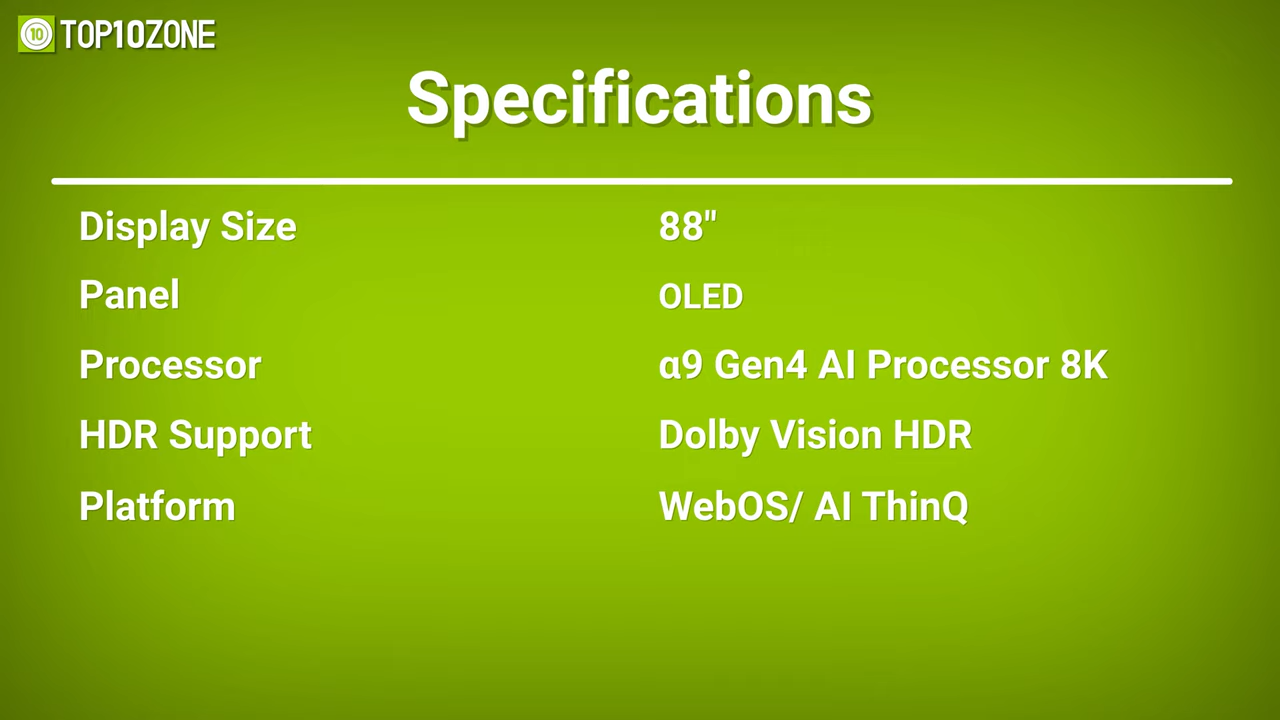 10 TOP10ZONE
Specifications
Display Size 88"
Panel OLED
Processor α9 Gen4 AI Processor 8K
HDR Support Dolby Vision HDR
Platform WebOS/ AI ThinQ